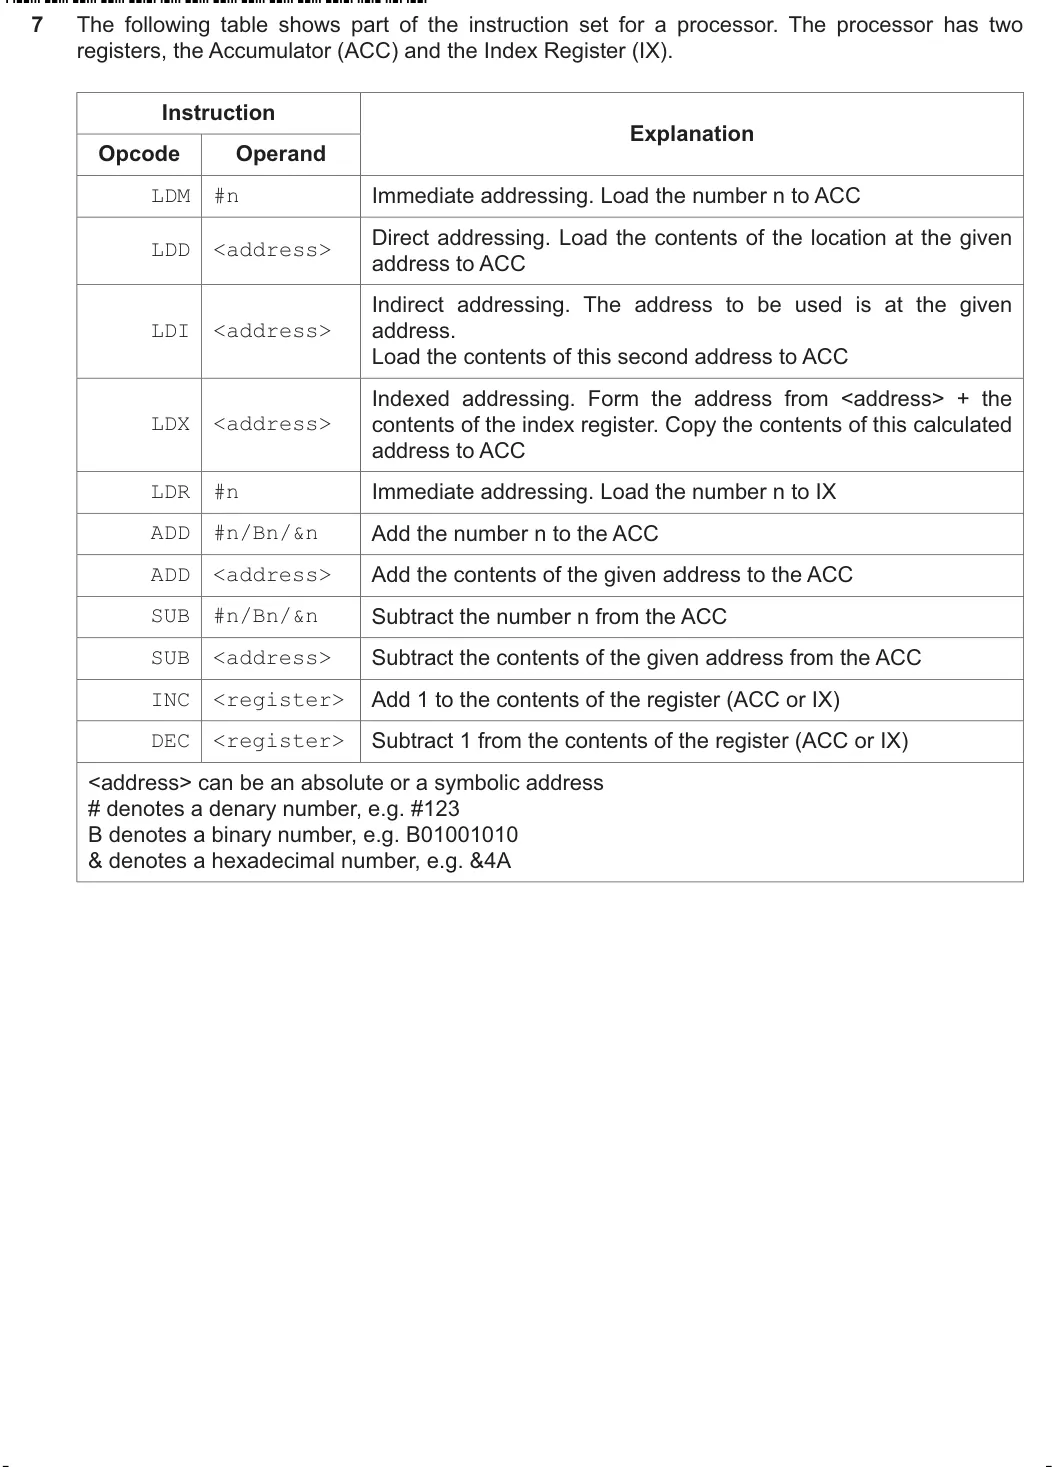 7 The following table shows part of the instruction set for a processor. The processor has two
registers, the Accumulator (ACC) and the Index Register (IX).
Instruction
Explanation
Opcode Operand
LDM #n Immediate addressing. Load the number n to ACC
LDD <address> Direct addressing. Load the contents of the location at the given
address to ACC
LDI <address> Indirect addressing. The address to be used is at the given
address.
Load the contents of this second address to ACC
LDX <address> Indexed addressing. Form the address from <address> + the
contents of the index register. Copy the contents of this calculated
address to ACC
LDR #n Immediate addressing. Load the number n to IX
ADD #n/Bn/&n Add the number n to the ACC
ADD <address> Add the contents of the given address to the ACC
SUB #n/Bn/&n Subtract the number n from the ACC
SUB <address> Subtract the contents of the given address from the ACC
INC <register> Add 1 to the contents of the register (ACC or IX)
DEC <register> Subtract 1 from the contents of the register (ACC or IX)
<address> can be an absolute or a symbolic address
# denotes a denary number, e.g. #123
B denotes a binary number, e.g. B01001010
& denotes a hexadecimal number, e.g. &4A